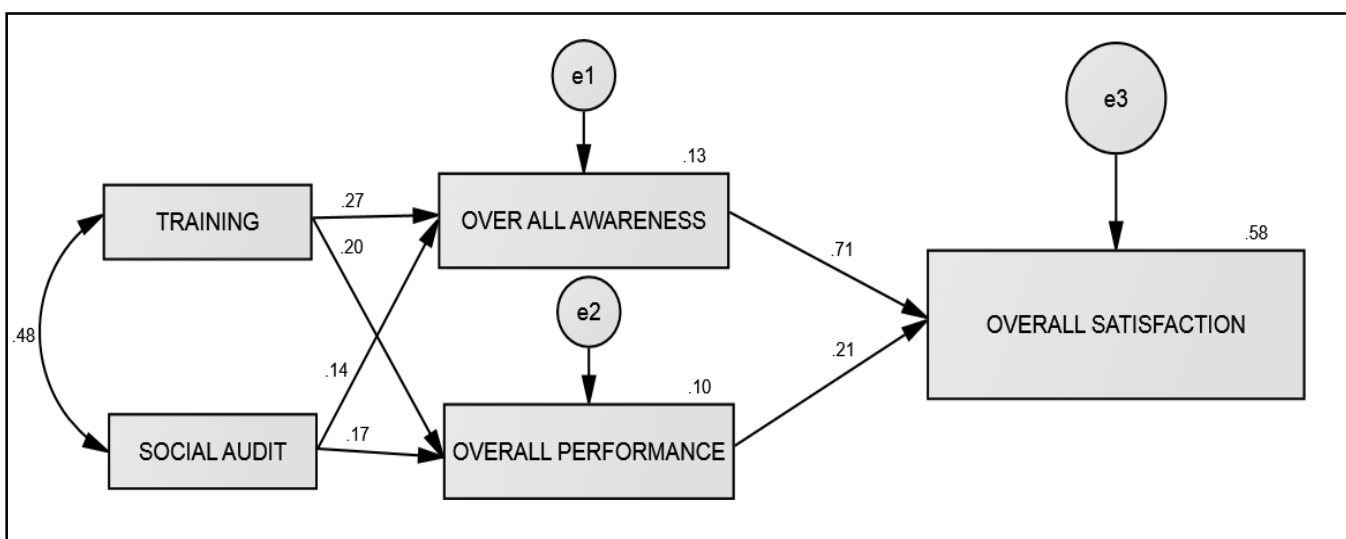 e1
e3
.13
.27
TRAINING
OVER ALL AWARENESS
.20
.58
.71
e2
OVERALL SATISFACTION
.48
.21
.14
.10
.17
SOCIAL AUDIT
OVERALL PERFORMANCE